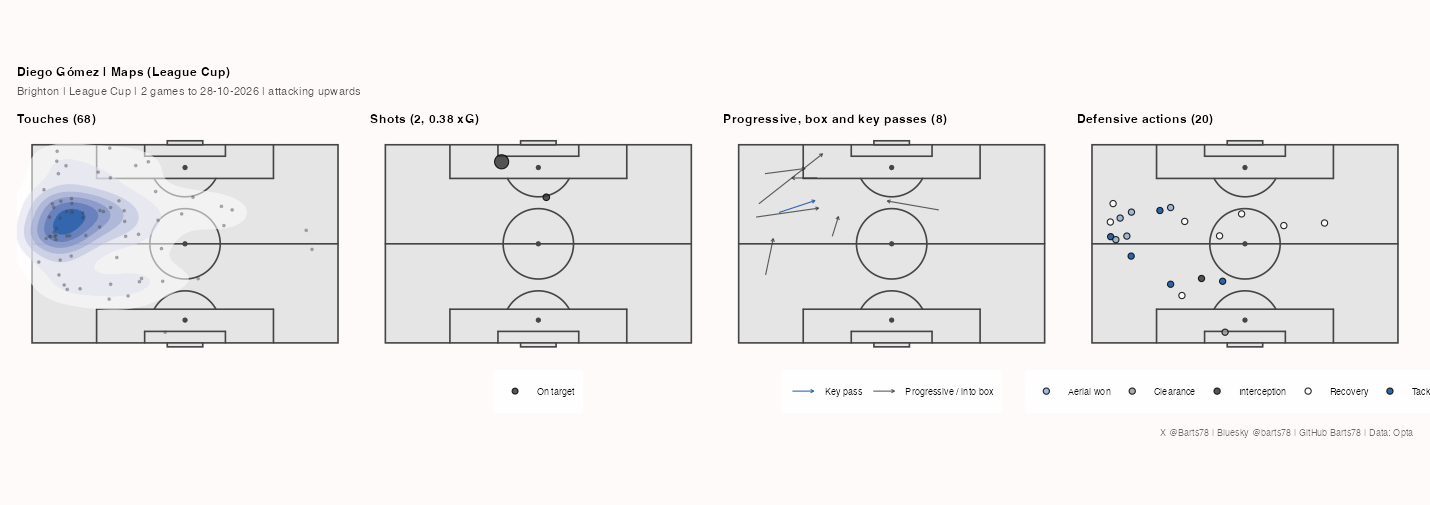 Diego Gómez | Maps (League Cup)
Brighton | League Cup | 2 games to 28-10-2026 | attacking upwards
Touches (68)
Shots (2, 0.38 xG)
Progressive, box and key passes (8)
Defensive actions (20)
On target
Key pass
Progressive / into box
Aerial won
Clearance
Interception
Recovery
Tack
X @Barts78 | Bluesky @barts78 | GitHub Barts78 | Data: Opta